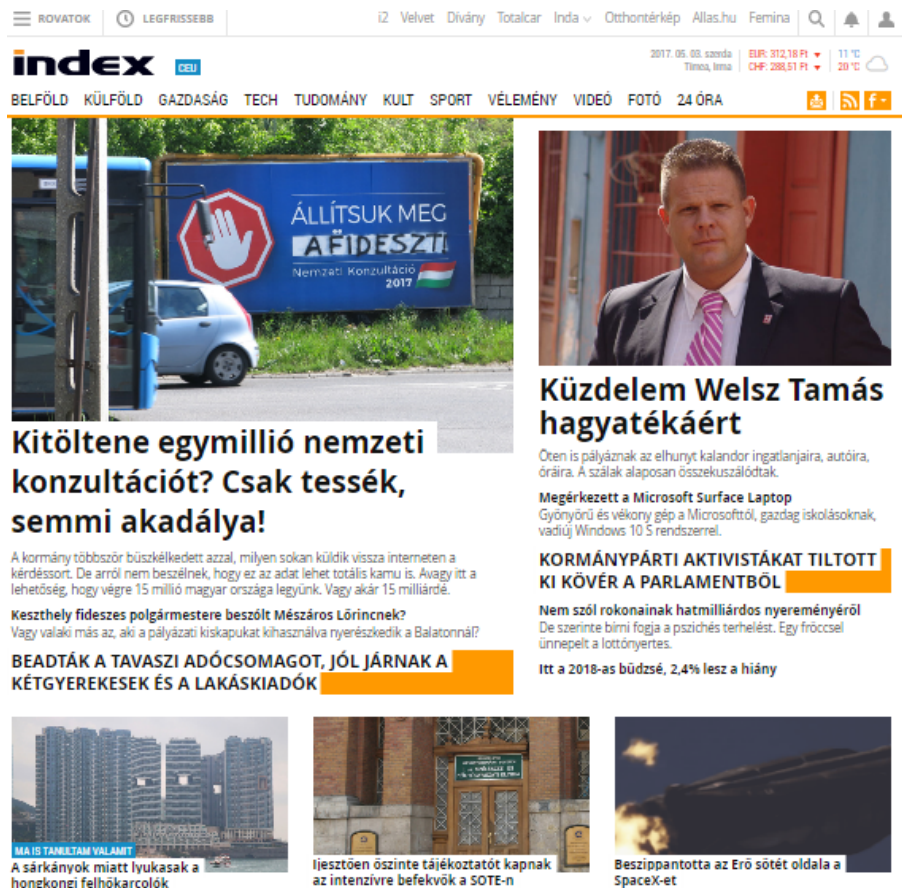 ROVATOK LEGFRISSEBB i2 Velvet Dívány Totalcar Inda Otthontérkép Allas.hu Femina
index CEU
2017. 05. 03. szerda EUR: 312,18 Ft 11 °C
Tímea, Irma CHF: 288,51 Ft 20 °C
BELFÖLD KÜLFÖLD GAZDASÁG TECH TUDOMÁNY KULT SPORT VÉLEMÉNY VIDEÓ FOTÓ 24 ÓRA
ÁLLÍTSUK MEG
A FIDESZT!
Nemzeti Konzultáció
2017
Kitöltene egymillió nemzeti
konzultációt? Csak tessék,
semmi akadálya!
A kormány többször büszkélkedett azzal, milyen sokan küldik vissza interneten a
kérdéssort. De arról nem beszélnek, hogy ez az adat lehet totális kamu is. Avagy itt a
lehetőség, hogy végre 15 millió magyar országa legyünk. Vagy akár 15 milliárdé.
Keszthely fideszes polgármestere beszólt Mészáros Lőrincnek?
Vagy valaki más az, aki a pályázati kiskapukat kihasználva nyerészkedik a Balatonnál?
BEADTÁK A TAVASZI ADÓCSOMAGOT, JÓL JÁRNAK A
KÉTGYEREKESEK ÉS A LAKÁSKIADÓK
Küzdelem Welsz Tamás
hagyatékáért
Öten is pályáznak az elhunyt kalandor ingatlanjaira, autóira,
óráira. A szálak alaposan összekuszálódtak.
Megérkezett a Microsoft Surface Laptop
Gyönyörű és vékony gép a Microsofttól, gazdag iskolásoknak,
vadiúj Windows 10 S rendszerrel.
KORMÁNYPÁRTI AKTIVISTÁKAT TILTOTT
KI KÖVÉR A PARLAMENTBŐL
Nem szól rokonainak hatmilliárdos nyereményéről
De szerinte bírni fogja a pszichés terhelést. Egy fröccsel
ünnepelt a lottónyertes.
Itt a 2018-as büdzsé, 2,4% lesz a hiány
MA IS TANULTAM VALAMIT
A sárkányok miatt lyukasak a
hongkongi felhőkarcolók
Ijesztően őszinte tájékoztatót kapnak
az intenzívre befekvők a SOTE-n
Beszippantotta az Erő sötét oldala a
SpaceX-et